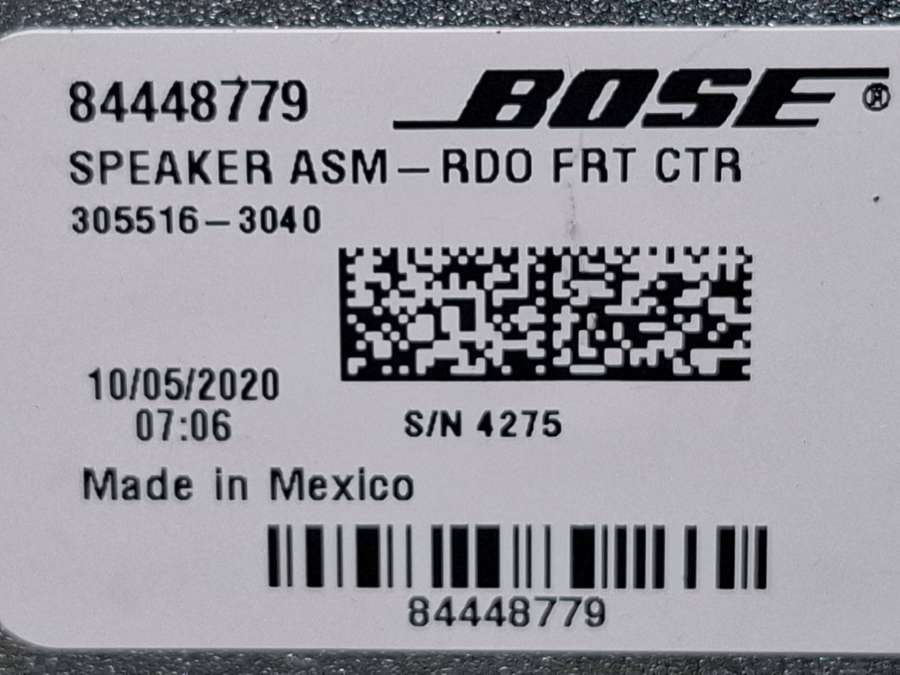 84448779
BOSE®
SPEAKER ASM–RDO FRT CTR
305516–3040
10/05/2020
07:06
S/N 4275
Made in Mexico
84448779